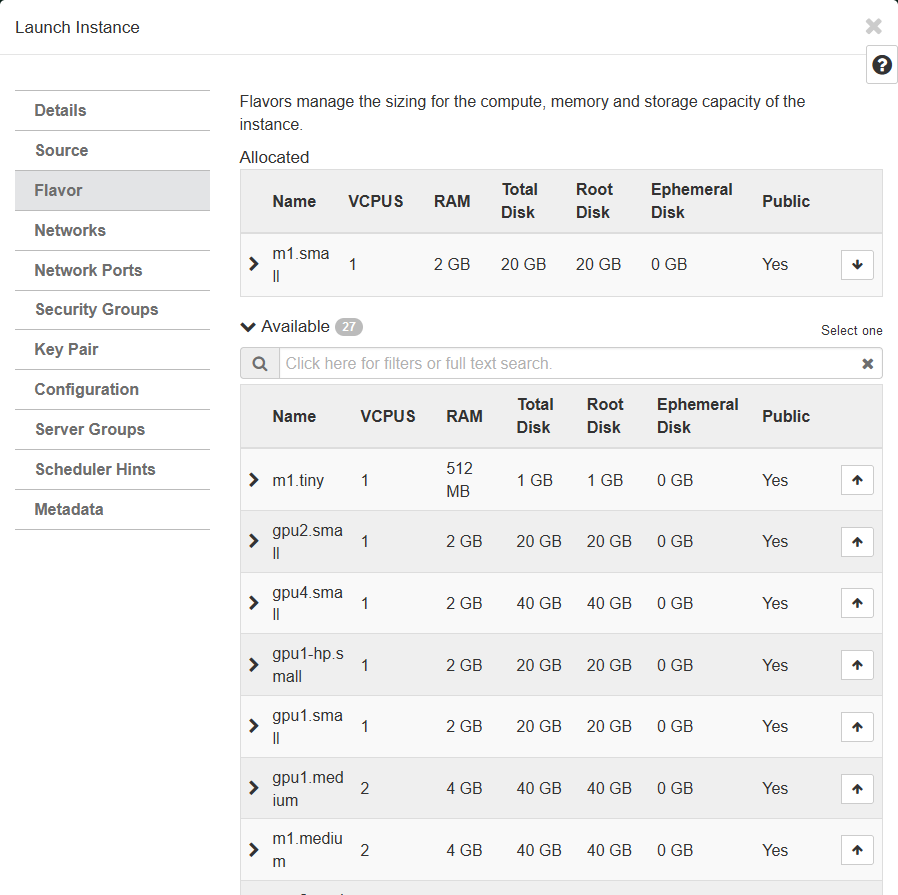 Launch Instance
Details
Source
Flavor
Networks
Network Ports
Security Groups
Key Pair
Configuration
Server Groups
Scheduler Hints
Metadata
Flavors manage the sizing for the compute, memory and storage capacity of the
instance.
Allocated
Name VCPUS RAM Total Disk Root Disk Ephemeral Disk Public
m1.small 1 2 GB 20 GB 20 GB 0 GB Yes
Available 27
Select one
Click here for filters or full text search.
Name VCPUS RAM Total Disk Root Disk Ephemeral Disk Public
m1.tiny 1 512 MB 1 GB 1 GB 0 GB Yes
gpu2.small 1 2 GB 20 GB 20 GB 0 GB Yes
gpu4.small 1 2 GB 40 GB 40 GB 0 GB Yes
gpu1-hp.small 1 2 GB 20 GB 20 GB 0 GB Yes
gpu1.small 1 2 GB 20 GB 20 GB 0 GB Yes
gpu1.medium 2 4 GB 40 GB 40 GB 0 GB Yes
m1.medium 2 4 GB 40 GB 40 GB 0 GB Yes